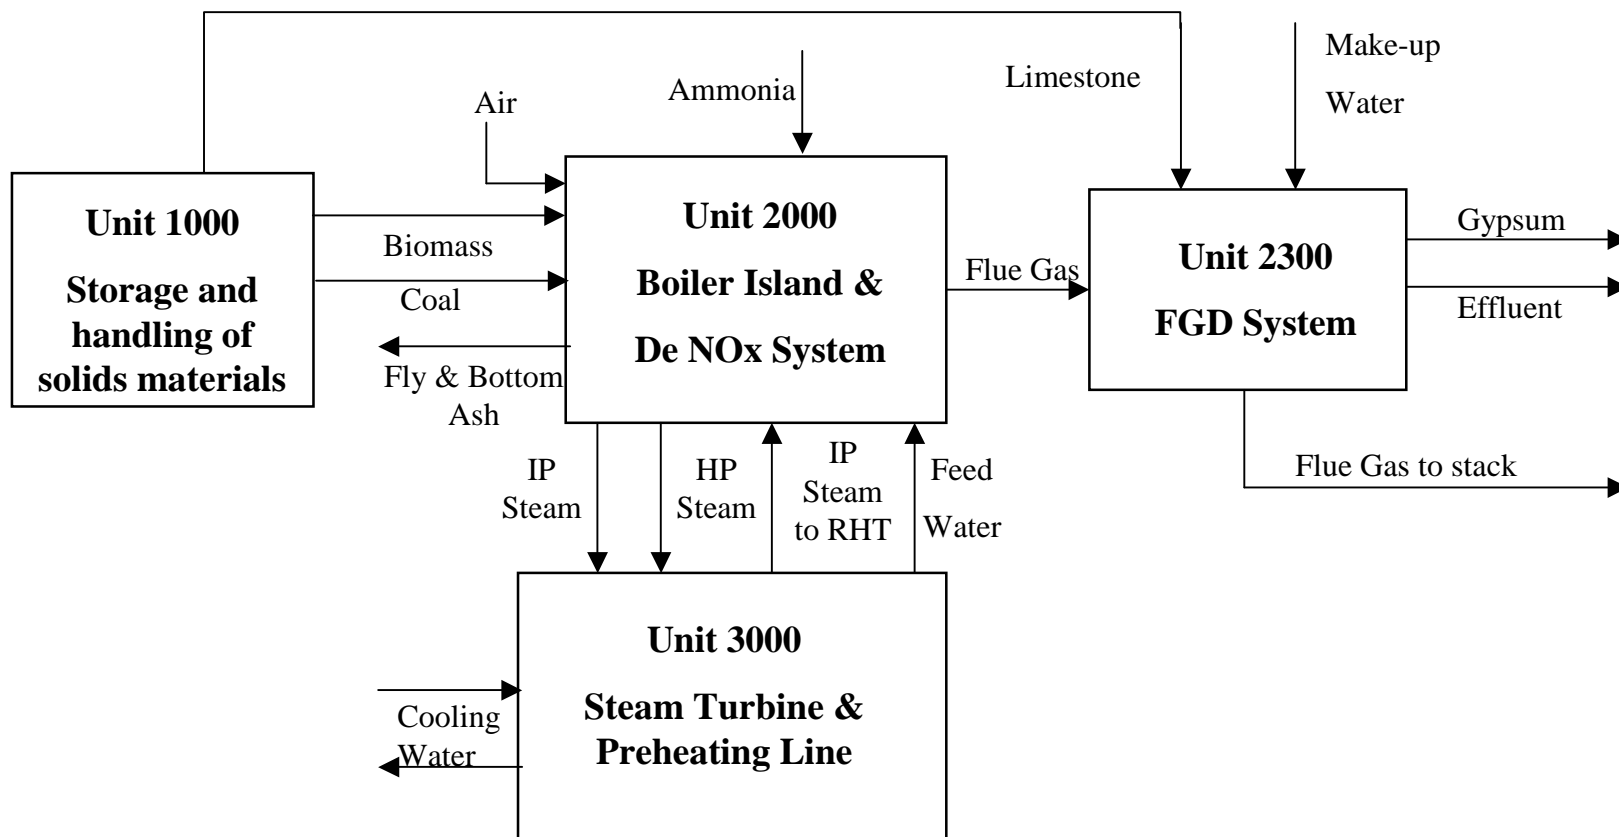 Make-up
Water
Limestone
Ammonia
Air
Unit 1000
Storage and
handling of
solids materials
Biomass
Coal
Fly & Bottom
Ash
Unit 2000
Boiler Island &
De NOx System
Flue Gas
Unit 2300
FGD System
Gypsum
Effluent
Flue Gas to stack
IP
Steam
HP
Steam
IP
Steam
to RHT
Feed
Water
Unit 3000
Steam Turbine &
Preheating Line
Cooling
Water